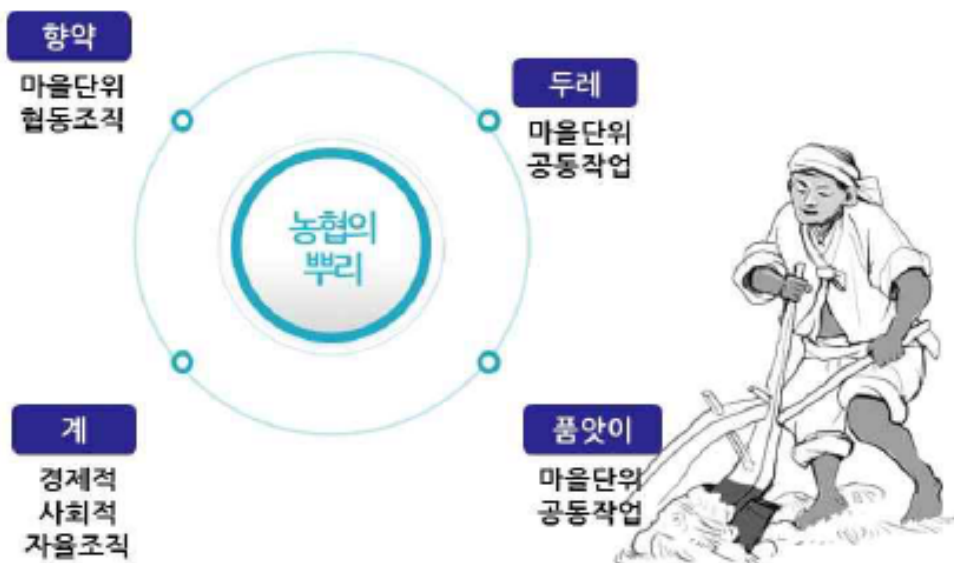 향약
마을단위
협동조직
두레
마을단위
공동작업
농협의
뿌리
계
경제적
사회적
자율조직
품앗이
마을단위
공동작업